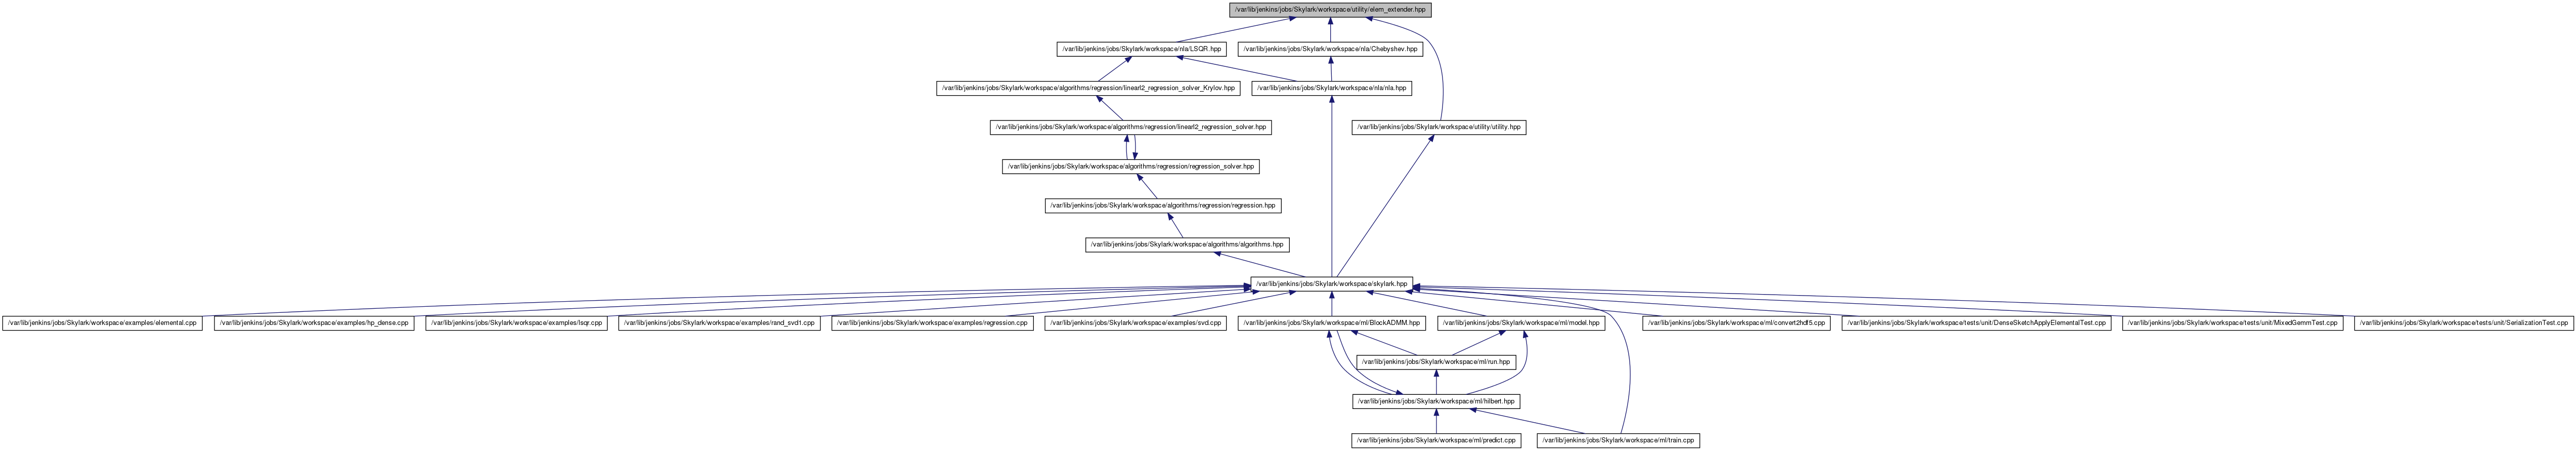 /var/lib/jenkins/jobs/Skylark/workspace/utility/elem_extender.hpp
/var/lib/jenkins/jobs/Skylark/workspace/nla/LSQR.hpp
/var/lib/jenkins/jobs/Skylark/workspace/nla/Chebyshev.hpp
/var/lib/jenkins/jobs/Skylark/workspace/algorithms/regression/linearl2_regression_solver_Krylov.hpp
/var/lib/jenkins/jobs/Skylark/workspace/nla/nla.hpp
/var/lib/jenkins/jobs/Skylark/workspace/algorithms/regression/linearl2_regression_solver.hpp
/var/lib/jenkins/jobs/Skylark/workspace/utility/utility.hpp
/var/lib/jenkins/jobs/Skylark/workspace/algorithms/regression/regression_solver.hpp
/var/lib/jenkins/jobs/Skylark/workspace/algorithms/regression/regression.hpp
/var/lib/jenkins/jobs/Skylark/workspace/algorithms/algorithms.hpp
/var/lib/jenkins/jobs/Skylark/workspace/skylark.hpp
/var/lib/jenkins/jobs/Skylark/workspace/examples/elemental.cpp
/var/lib/jenkins/jobs/Skylark/workspace/examples/hp_dense.cpp
/var/lib/jenkins/jobs/Skylark/workspace/examples/lsqr.cpp
/var/lib/jenkins/jobs/Skylark/workspace/examples/rand_svd1.cpp
/var/lib/jenkins/jobs/Skylark/workspace/examples/regression.cpp
/var/lib/jenkins/jobs/Skylark/workspace/examples/svd.cpp
/var/lib/jenkins/jobs/Skylark/workspace/ml/BlockADMM.hpp
/var/lib/jenkins/jobs/Skylark/workspace/ml/model.hpp
/var/lib/jenkins/jobs/Skylark/workspace/ml/convert2hdf5.cpp
/var/lib/jenkins/jobs/Skylark/workspace/tests/unit/DenseSketchApplyElementalTest.cpp
/var/lib/jenkins/jobs/Skylark/workspace/tests/unit/MixedGemmTest.cpp
/var/lib/jenkins/jobs/Skylark/workspace/tests/unit/SerializationTest.cpp
/var/lib/jenkins/jobs/Skylark/workspace/ml/run.hpp
/var/lib/jenkins/jobs/Skylark/workspace/ml/hilbert.hpp
/var/lib/jenkins/jobs/Skylark/workspace/ml/predict.cpp
/var/lib/jenkins/jobs/Skylark/workspace/ml/train.cpp